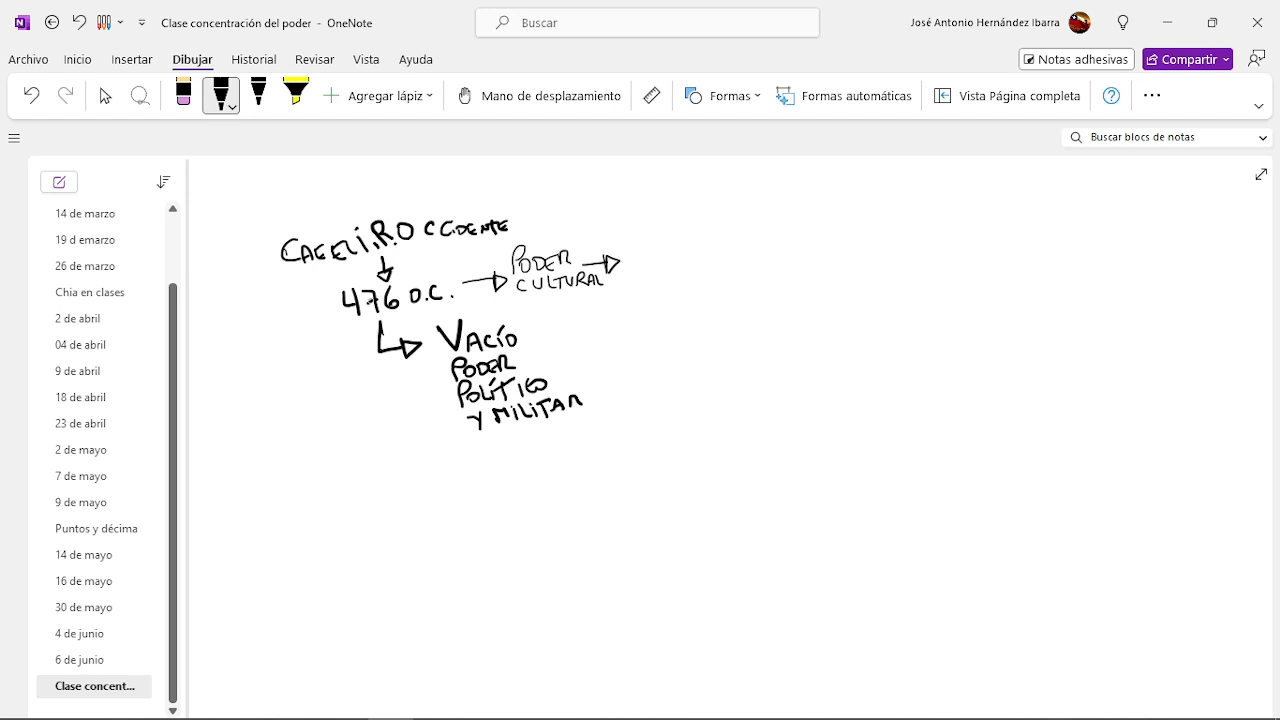 Clase concentración del poder - OneNote
Buscar
José Antonio Hernández Ibarra
Archivo Inicio Insertar Dibujar Historial Revisar Vista Ayuda
Notas adhesivas
Compartir
Agregar lápiz
Mano de desplazamiento
Formas
Formas automáticas
Vista Página completa
Buscar blocs de notas
14 de marzo
19 d emarzo
26 de marzo
Chia en clases
2 de abril
04 de abril
9 de abril
18 de abril
23 de abril
2 de mayo
7 de mayo
9 de mayo
Puntos y décima
14 de mayo
16 de mayo
30 de mayo
4 de junio
6 de junio
Clase concent...
CAE EL I.R. OCCIDENTE
476 D.C.
PODER
CULTURAL
VACÍO
PODER
POLÍTICO
Y MILITAR